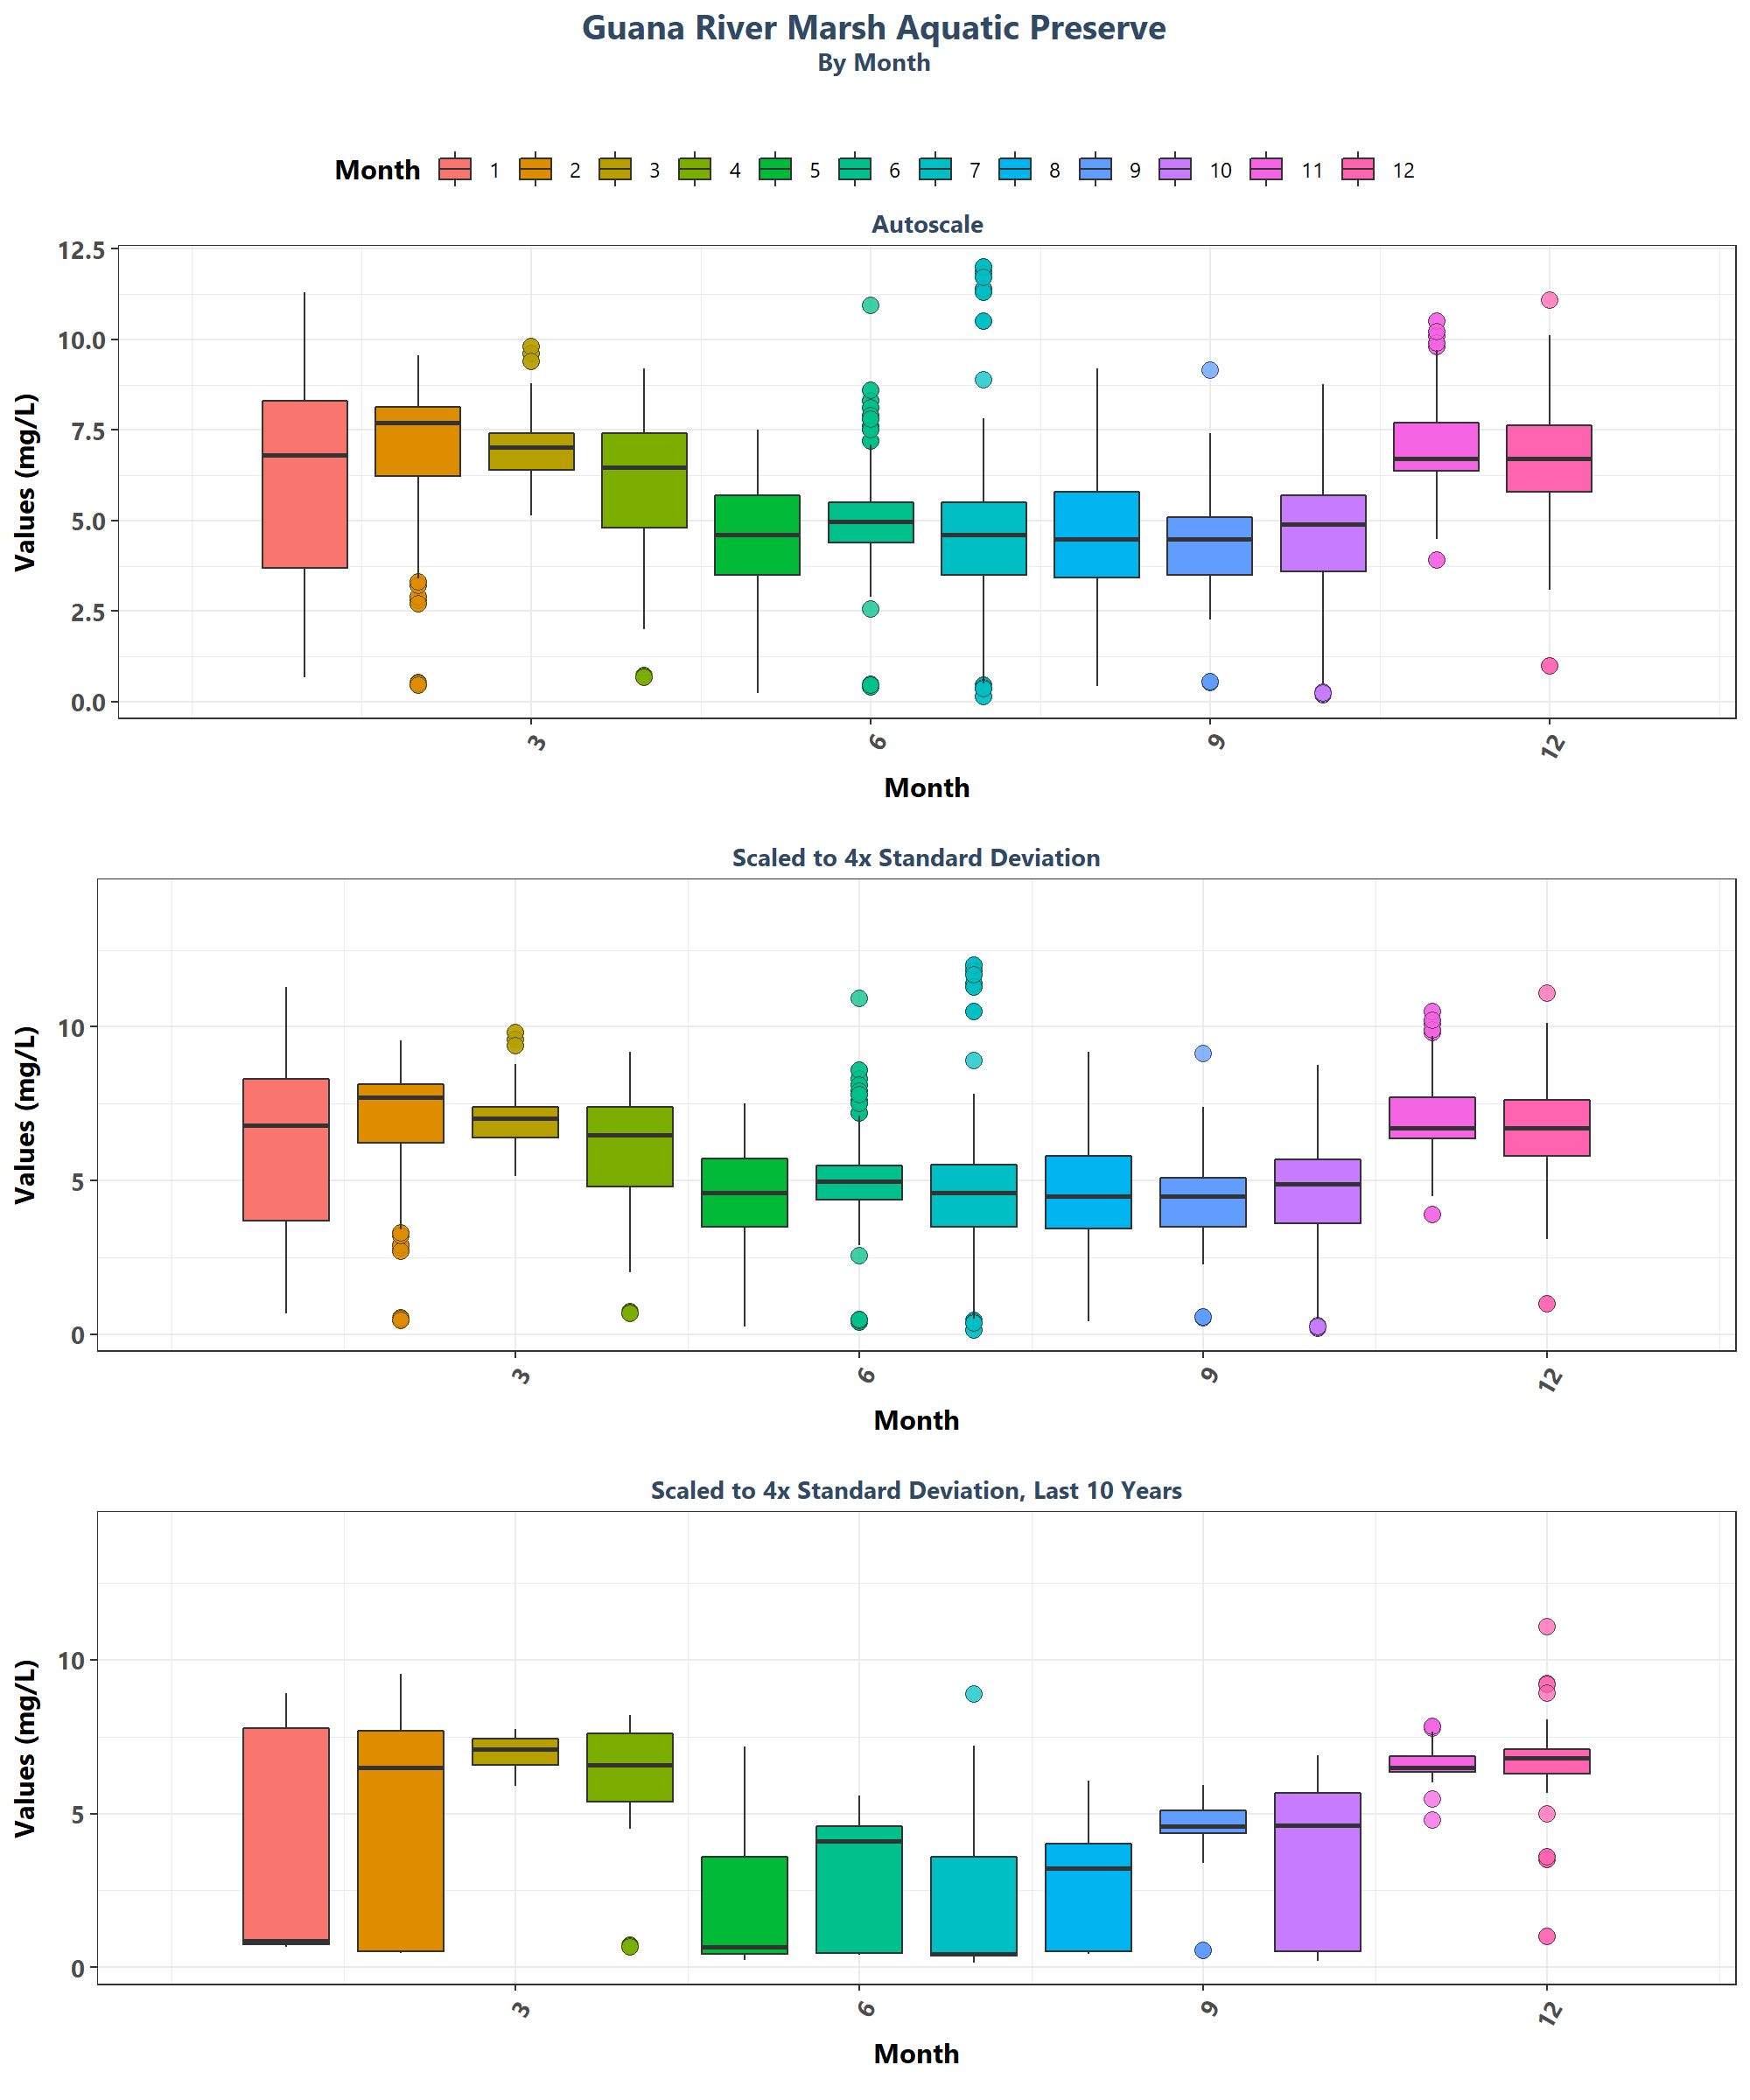 Guana River Marsh Aquatic Preserve
By Month
Month 1 2 3 4 5 6 7 8 9 10 11 12
Autoscale
Values (mg/L)
12.5
10.0
7.5
5.0
2.5
0.0
3 6 9 12
Month
Scaled to 4x Standard Deviation
Values (mg/L)
10
5
0
3 6 9 12
Month
Scaled to 4x Standard Deviation, Last 10 Years
Values (mg/L)
10
5
0
3 6 9 12
Month